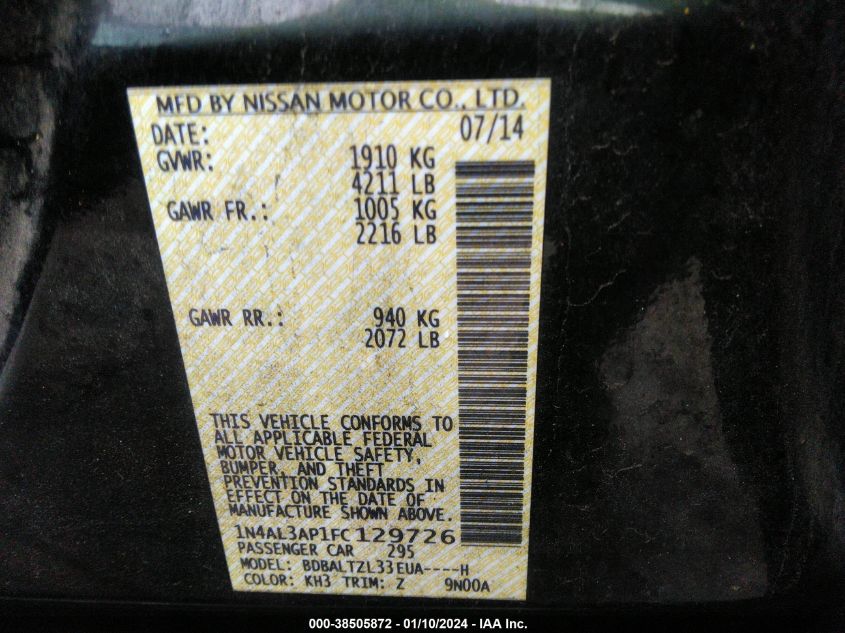 MFD BY NISSAN MOTOR CO., LTD.
DATE: 07/14
GVWR: 1910 KG
4211 LB
GAWR FR.: 1005 KG
2216 LB
GAWR RR.: 940 KG
2072 LB
THIS VEHICLE CONFORMS TO
ALL APPLICABLE FEDERAL
MOTOR VEHICLE SAFETY,
BUMPER, AND THEFT
PREVENTION STANDARDS IN
EFFECT ON THE DATE OF
MANUFACTURE SHOWN ABOVE.
1N4AL3AP1FC129726
PASSENGER CAR 295
MODEL: BDBALTZL33EUA----H
COLOR: KH3 TRIM: Z 9N00A
000-38505872 - 01/10/2024 - IAA Inc.